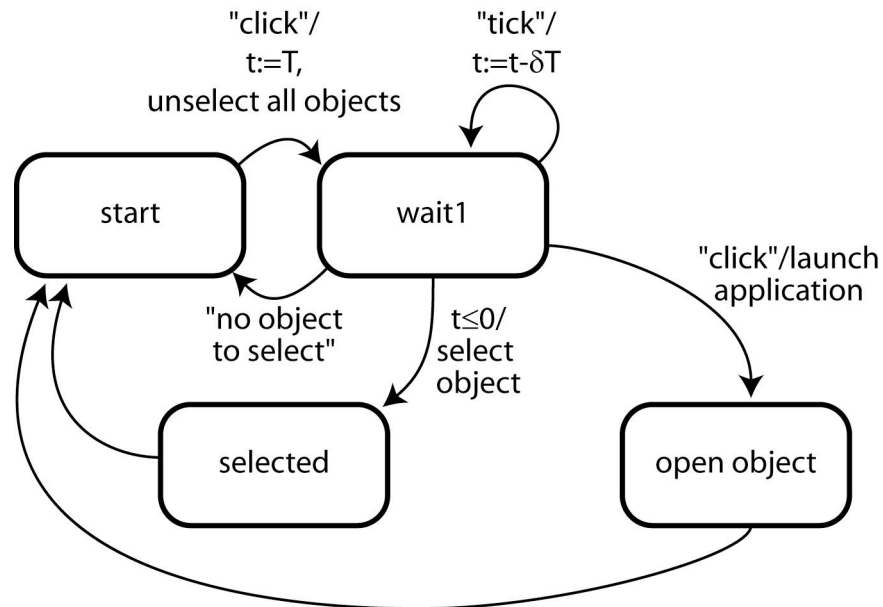 "click"/
t:=T,
unselect all objects
"tick"/
t:=t-δT
start
wait1
"click"/launch
application
"no object
to select"
t≤0/
select
object
selected
open object